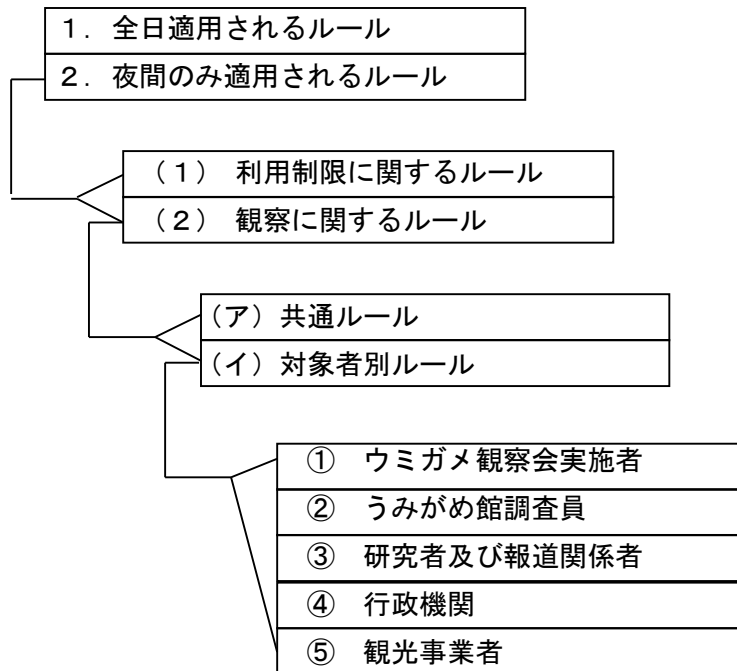 １．全日適用されるルール
２．夜間のみ適用されるルール
（１） 利用制限に関するルール
（２） 観察に関するルール
（ア）共通ルール
（イ）対象者別ルール
① ウミガメ観察会実施者
② うみがめ館調査員
③ 研究者及び報道関係者
④ 行政機関
⑤ 観光事業者